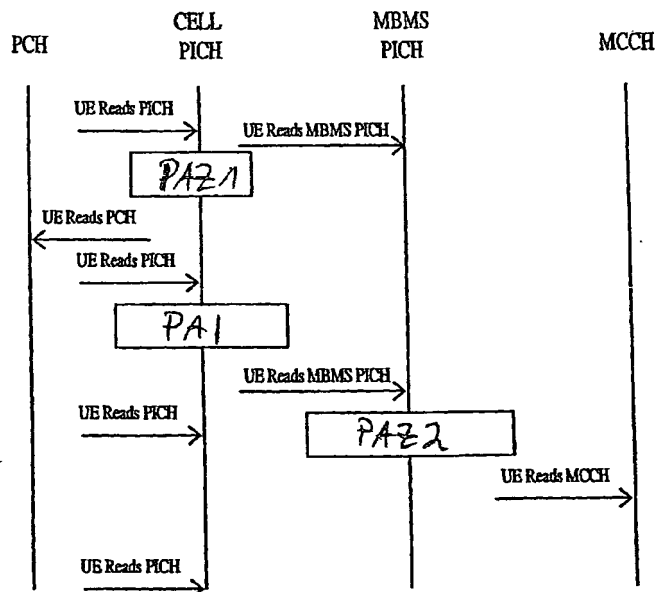 PCH
CELL
PICH
MBMS
PICH
MCCH
UE Reads PICH
UE Reads MBMS PICH
PAZ1
UE Reads PCH
UE Reads PICH
PA1
UE Reads MBMS PICH
UE Reads PICH
PAZ2
UE Reads MCCH
UE Reads PICH